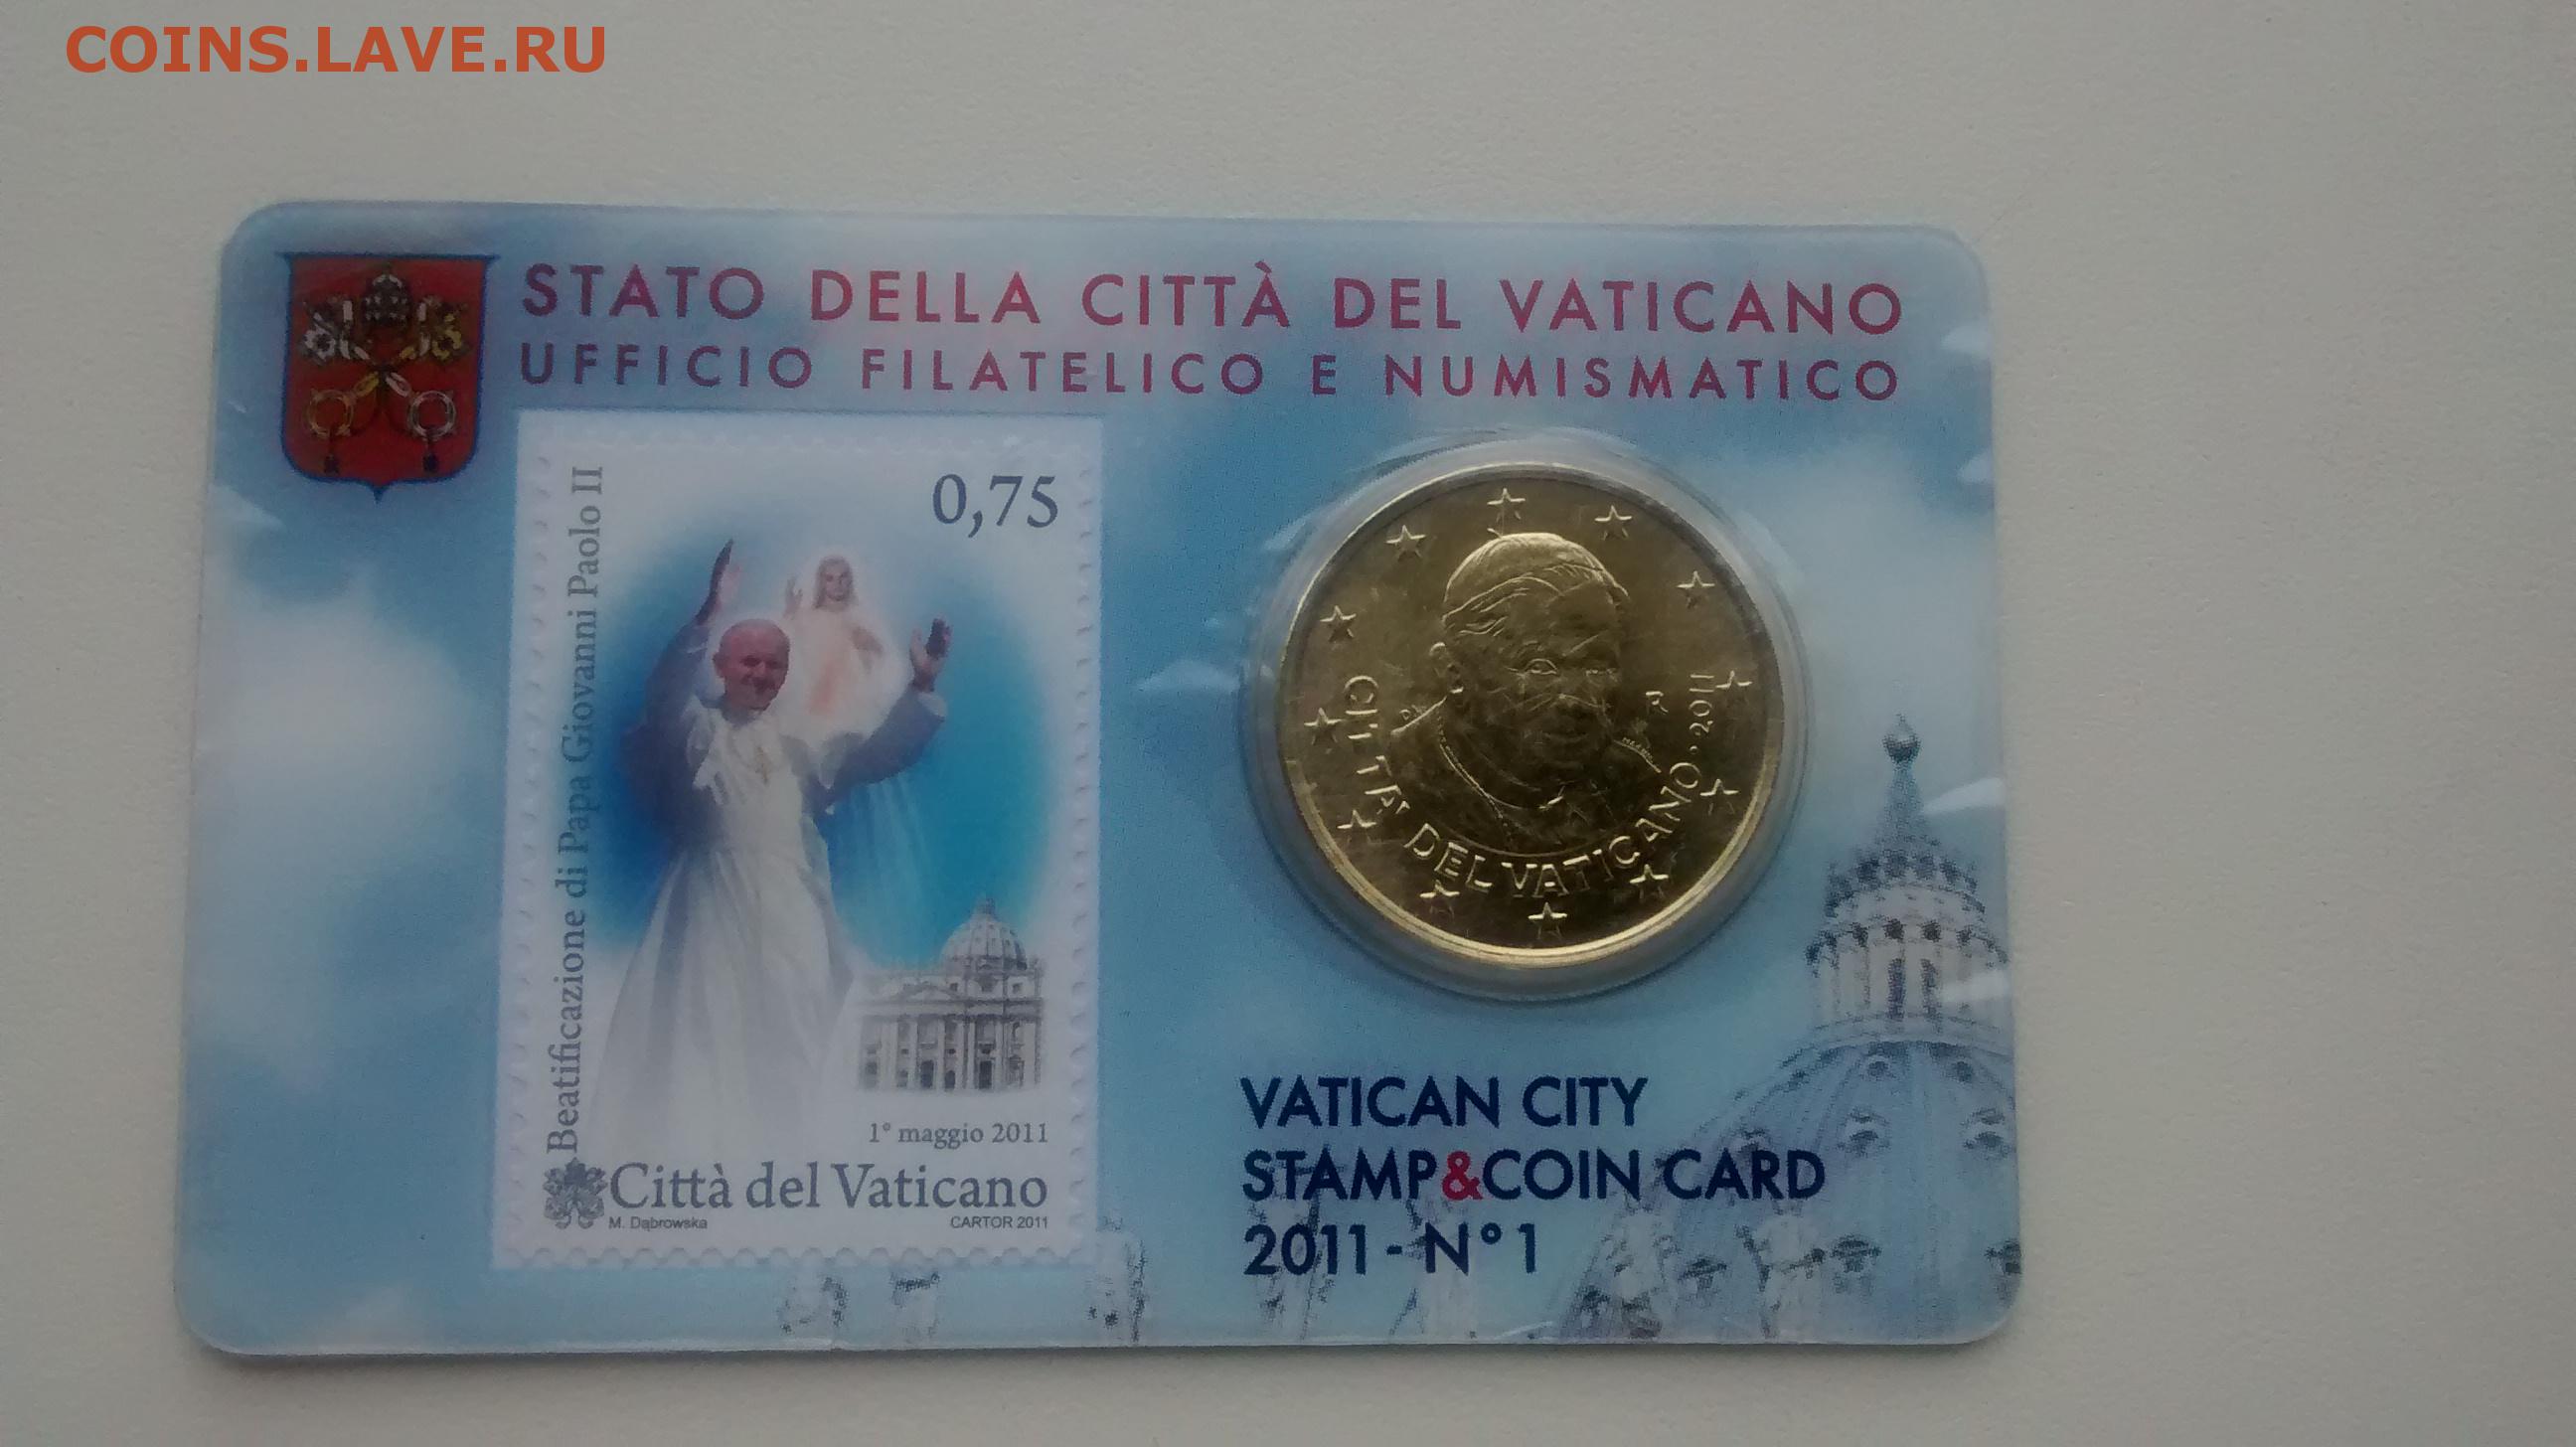 COINS.LAVE.RU
STATO DELLA CITTÀ DEL VATICANO
UFFICIO FILATELICO E NUMISMATICO
0,75
Beatificazione di Papa Giovanni Paolo II
1° maggio 2011
Città del Vaticano
M. Dąbrowska
CARTOR 2011
CITTA' DEL VATICANO • 2011
R
VATICAN CITY
STAMP&COIN CARD
2011 - N° 1